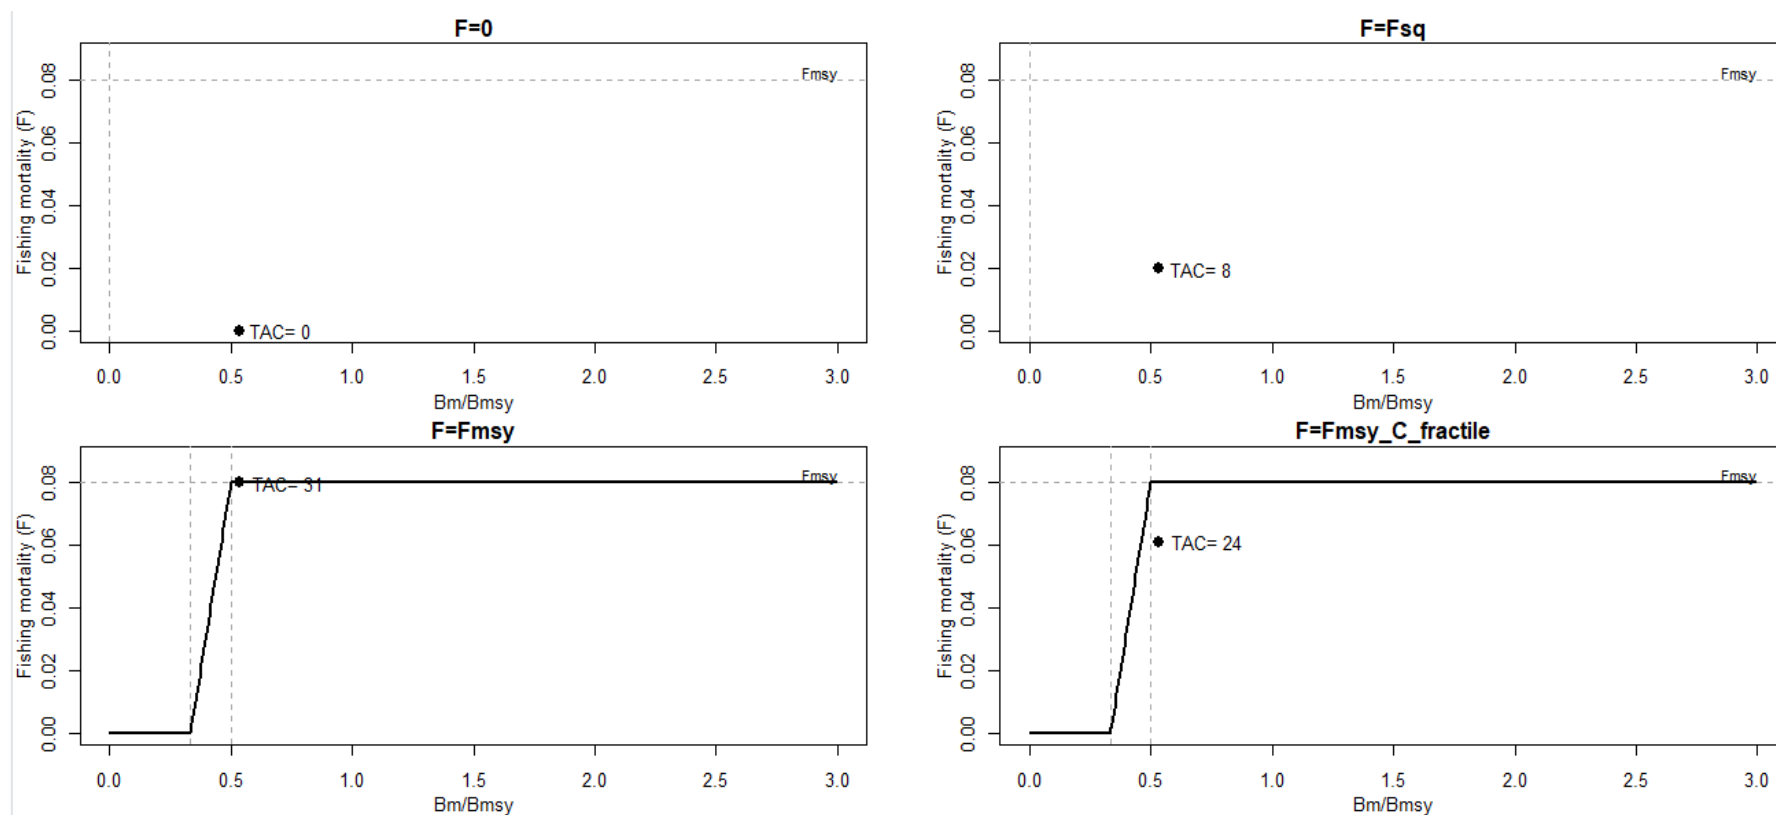 F=0
Fishing mortality (F)
0.00 0.02 0.04 0.06 0.08
Fmsy
TAC= 0
0.0 0.5 1.0 1.5 2.0 2.5 3.0
Bm/Bmsy
F=Fsq
Fishing mortality (F)
0.00 0.02 0.04 0.06 0.08
Fmsy
TAC= 8
0.0 0.5 1.0 1.5 2.0 2.5 3.0
Bm/Bmsy
F=Fmsy
Fishing mortality (F)
0.00 0.02 0.04 0.06 0.08
Fmsy
TAC= 31
0.0 0.5 1.0 1.5 2.0 2.5 3.0
Bm/Bmsy
F=Fmsy_C_fractile
Fishing mortality (F)
0.00 0.02 0.04 0.06 0.08
Fmsy
TAC= 24
0.0 0.5 1.0 1.5 2.0 2.5 3.0
Bm/Bmsy